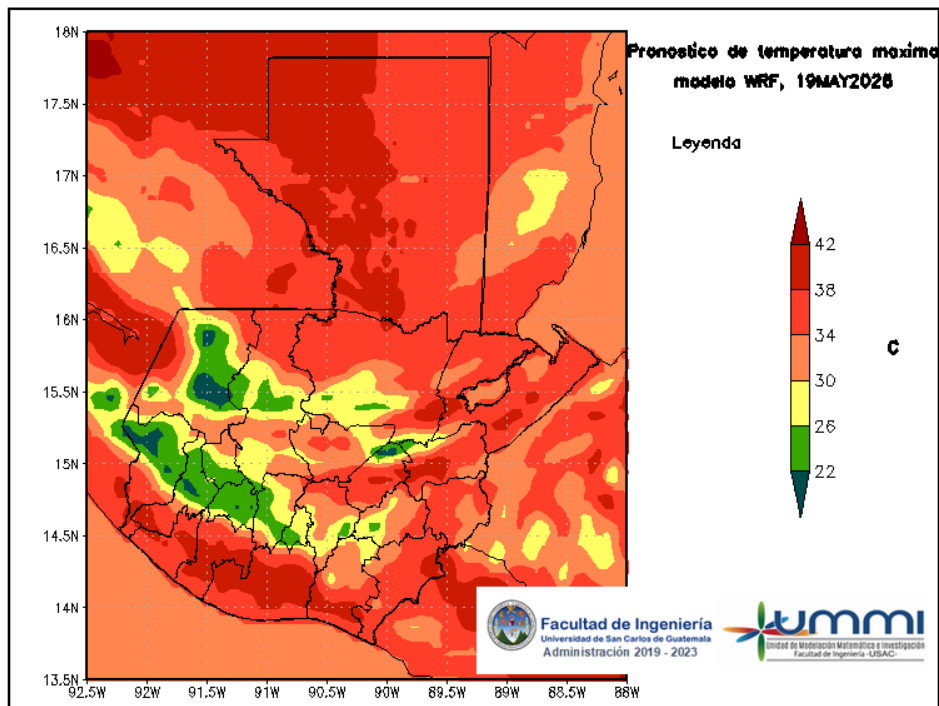 Pronostico de temperatura maxima
modelo WRF, 19MAY2026
Leyenda
18N
17.5N
17N
16.5N
16N
15.5N
15N
14.5N
14N
13.5N
92.5W 92W 91.5W 91W 90.5W 90W 89.5W 89W 88.5W 88W
42
38
34
30
26
22
C
Facultad de Ingeniería
Universidad de San Carlos de Guatemala
Administración 2019 - 2023
UMMI
Unidad de Modelación Matemática e Investigación
Facultad de Ingeniería -USAC-